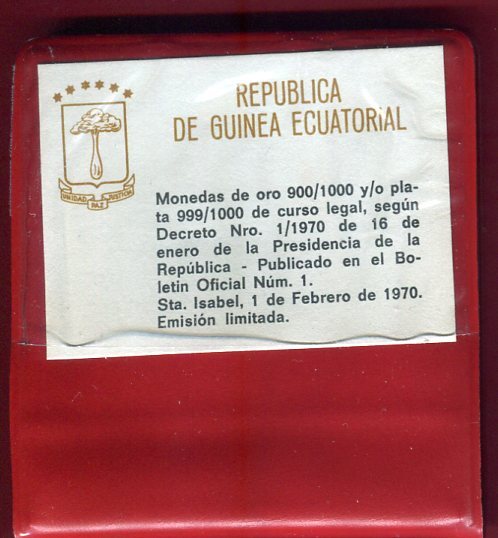 REPUBLICA
DE GUINEA ECUATORIAL
UNIDAD PAZ JUSTICIA
Monedas de oro 900/1000 y/o pla-
ta 999/1000 de curso legal, según
Decreto Nro. 1/1970 de 16 de
enero de la Presidencia de la
República - Publicado en el Bo-
letin Oficial Núm. 1.
Sta. Isabel, 1 de Febrero de 1970.
Emisión limitada.